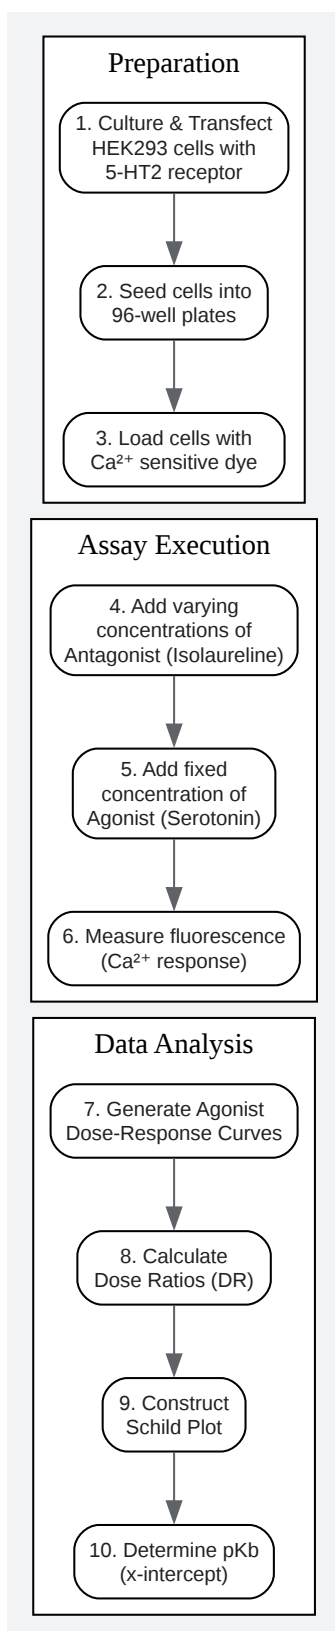 Preparation
1. Culture & Transfect
HEK293 cells with
5-HT2 receptor
2. Seed cells into
96-well plates
3. Load cells with
Ca²⁺ sensitive dye
Assay Execution
4. Add varying
concentrations of
Antagonist (Isolaureline)
5. Add fixed
concentration of
Agonist (Serotonin)
6. Measure fluorescence
(Ca²⁺ response)
Data Analysis
7. Generate Agonist
Dose-Response Curves
8. Calculate
Dose Ratios (DR)
9. Construct
Schild Plot
10. Determine pKb
(x-intercept)